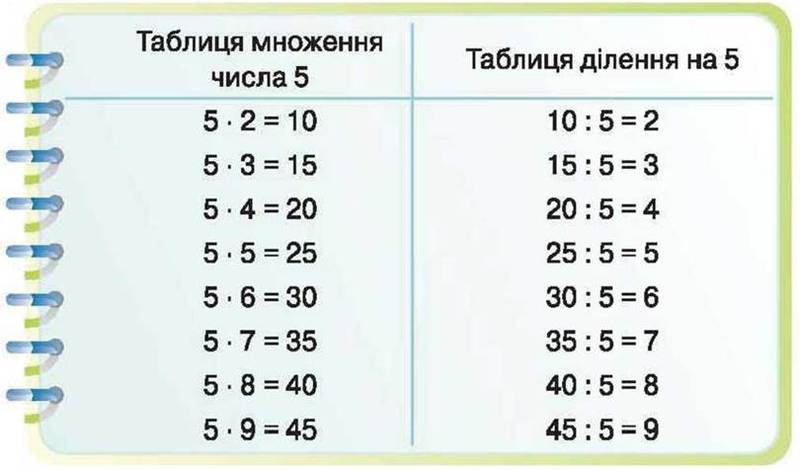 Таблиця множення
числа 5
Таблиця ділення на 5
5 · 2 = 10
10 : 5 = 2
5 · 3 = 15
15 : 5 = 3
5 · 4 = 20
20 : 5 = 4
5 · 5 = 25
25 : 5 = 5
5 · 6 = 30
30 : 5 = 6
5 · 7 = 35
35 : 5 = 7
5 · 8 = 40
40 : 5 = 8
5 · 9 = 45
45 : 5 = 9